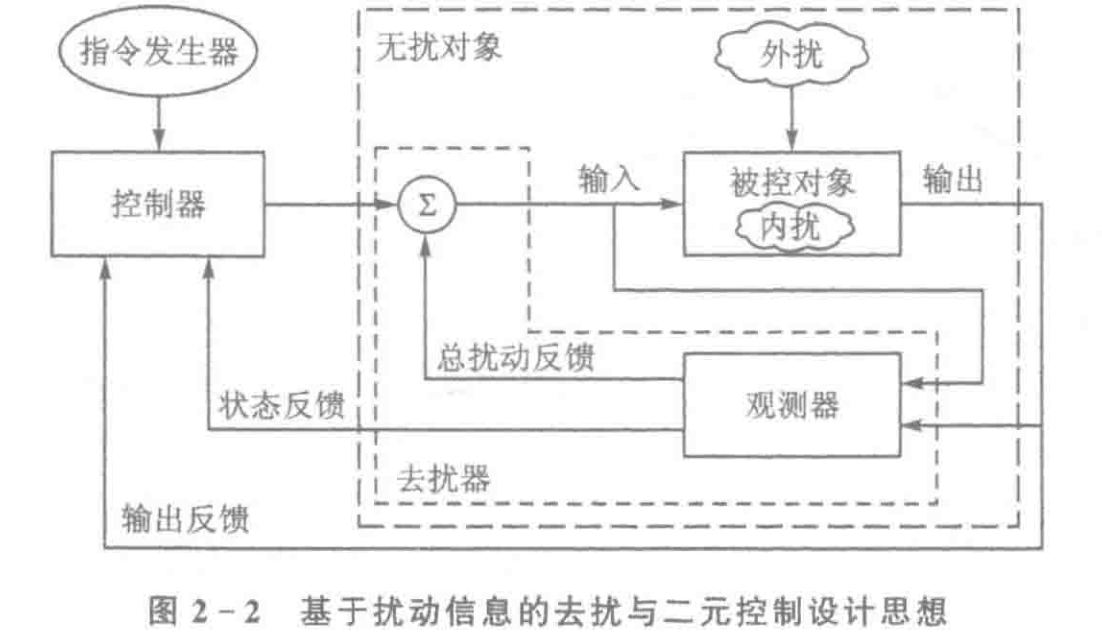 指令发生器
无扰对象
外扰
控制器
Σ
输入
被控对象
内扰
输出
总扰动反馈
状态反馈
观测器
去扰器
输出反馈
图 2-2 基于扰动信息的去扰与二元控制设计思想